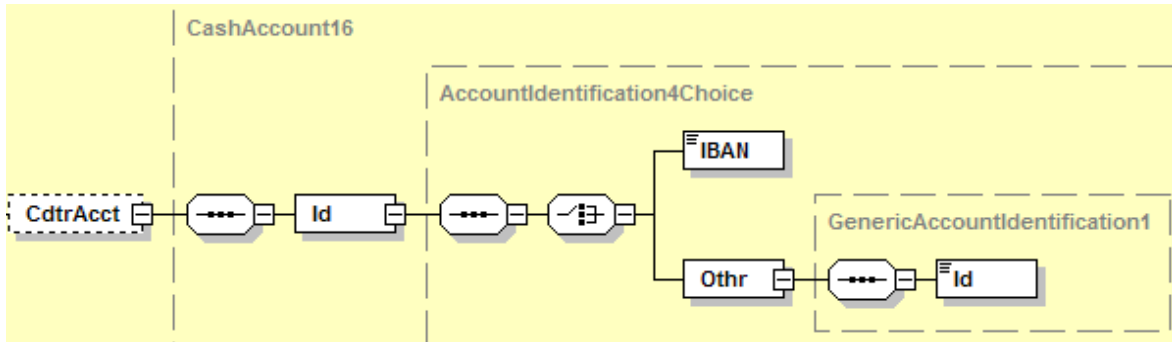 CashAccount16
AccountIdentification4Choice
IBAN
GenericAccountIdentification1
CdtrAcct
Id
Othr
Id